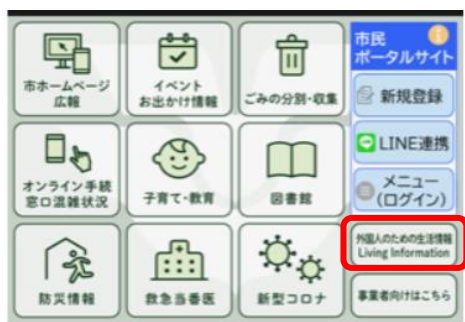 市ホームページ
広報
イベント
お出かけ情報
ごみの分別・収集
市民
ポータルサイト
新規登録
LINE連携
オンライン手続
窓口混雑状況
子育て・教育
図書館
メニュー
(ログイン)
外国人のための生活情報
Living Information
防災情報
救急当番医
新型コロナ
事業者向けはこちら